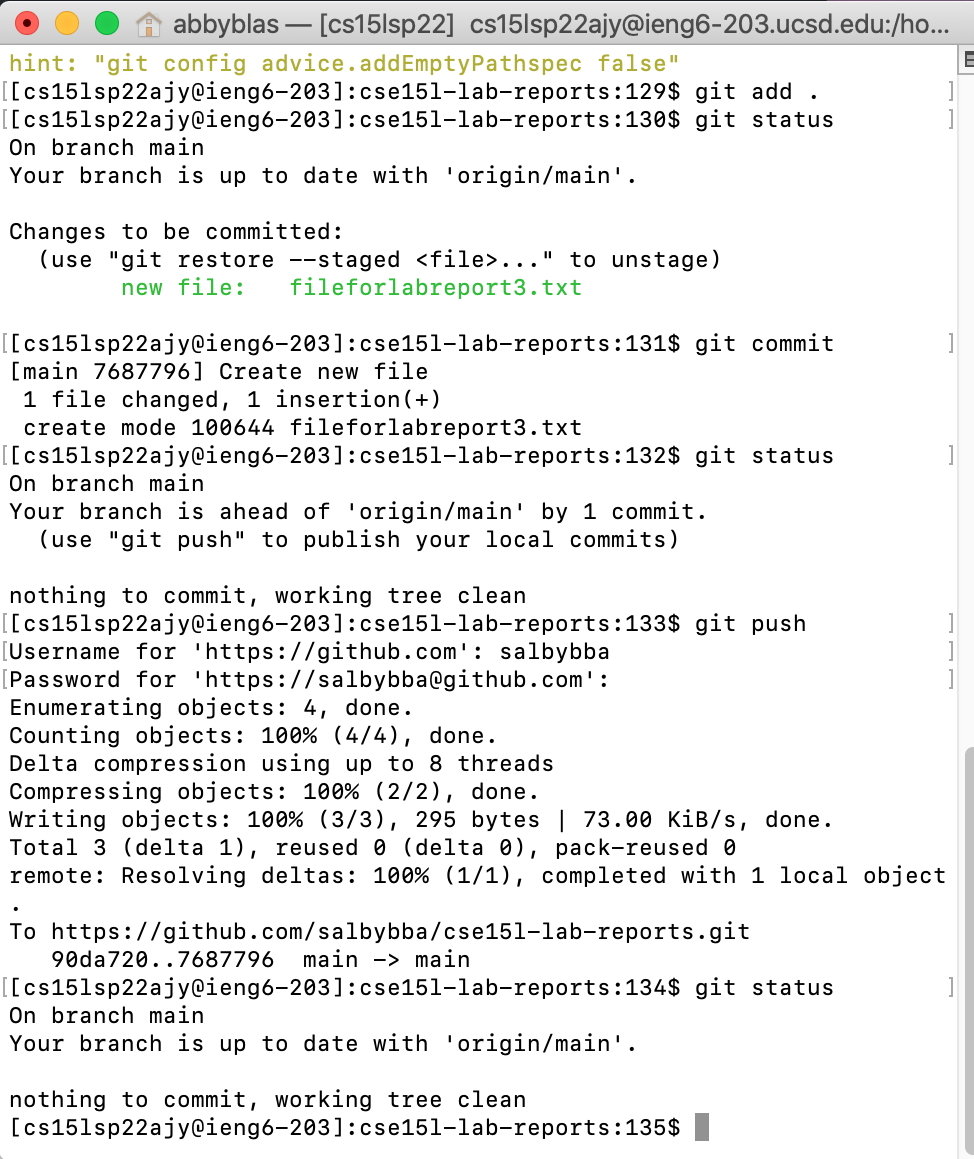 abbyblas — [cs15lsp22] cs15lsp22ajy@ieng6-203.ucsd.edu:/ho...
hint: "git config advice.addEmptyPathspec false"
[[cs15lsp22ajy@ieng6-203]:cse15l-lab-reports:129$ git add . ]
[[cs15lsp22ajy@ieng6-203]:cse15l-lab-reports:130$ git status ]
On branch main
Your branch is up to date with 'origin/main'.
Changes to be committed:
  (use "git restore --staged <file>..." to unstage)
        new file:   fileforlabreport3.txt
[[cs15lsp22ajy@ieng6-203]:cse15l-lab-reports:131$ git commit ]
[main 7687796] Create new file
 1 file changed, 1 insertion(+)
 create mode 100644 fileforlabreport3.txt
[[cs15lsp22ajy@ieng6-203]:cse15l-lab-reports:132$ git status ]
On branch main
Your branch is ahead of 'origin/main' by 1 commit.
  (use "git push" to publish your local commits)
nothing to commit, working tree clean
[[cs15lsp22ajy@ieng6-203]:cse15l-lab-reports:133$ git push ]
[Username for 'https://github.com': salbybba ]
[Password for 'https://salbybba@github.com': ]
Enumerating objects: 4, done.
Counting objects: 100% (4/4), done.
Delta compression using up to 8 threads
Compressing objects: 100% (2/2), done.
Writing objects: 100% (3/3), 295 bytes | 73.00 KiB/s, done.
Total 3 (delta 1), reused 0 (delta 0), pack-reused 0
remote: Resolving deltas: 100% (1/1), completed with 1 local object
.
To https://github.com/salbybba/cse15l-lab-reports.git
   90da720..7687796  main -> main
[[cs15lsp22ajy@ieng6-203]:cse15l-lab-reports:134$ git status ]
On branch main
Your branch is up to date with 'origin/main'.
nothing to commit, working tree clean
[cs15lsp22ajy@ieng6-203]:cse15l-lab-reports:135$